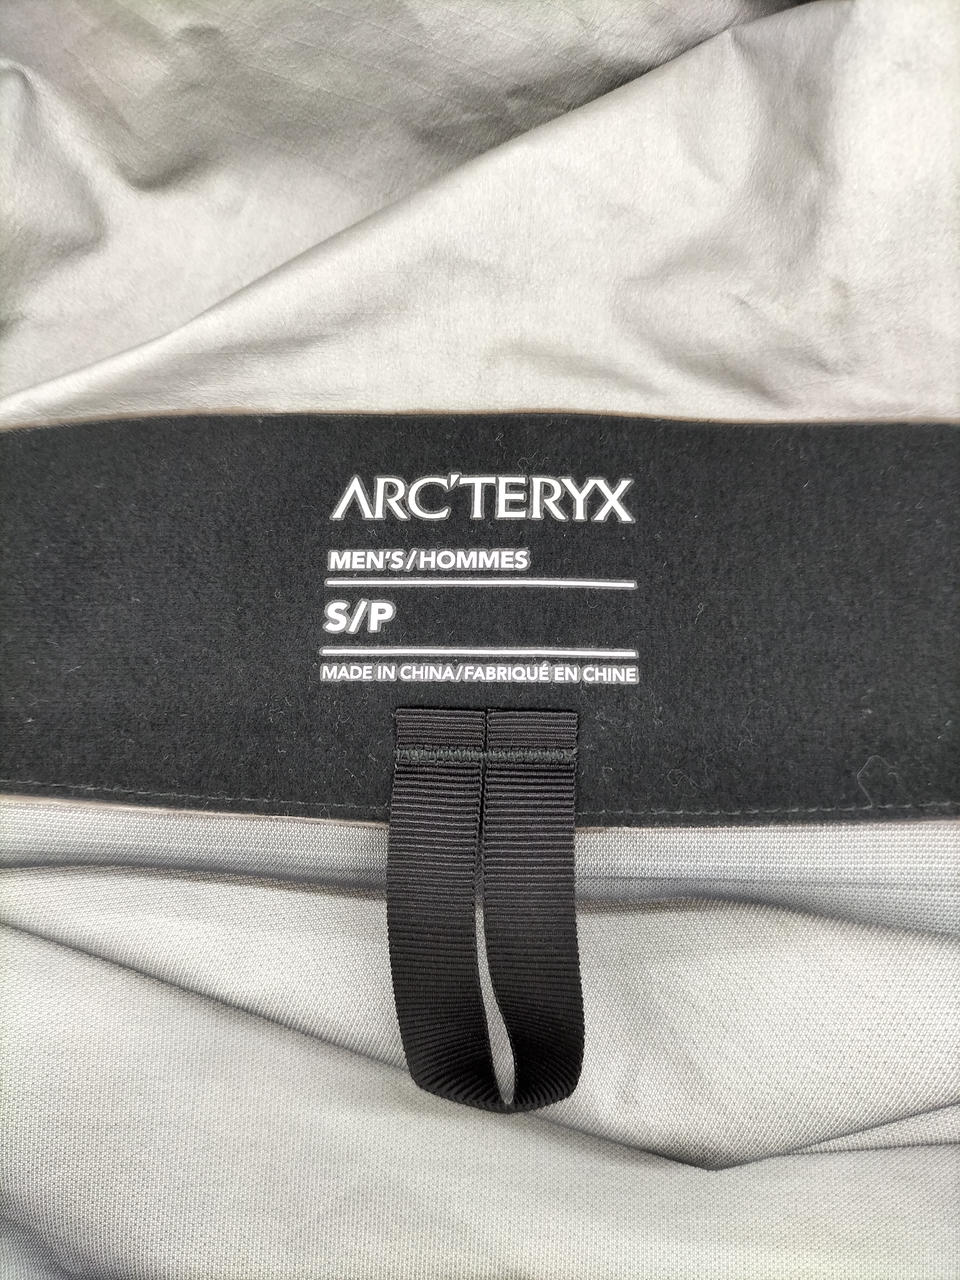 ARC'TERYX
MEN'S/HOMMES
S/P
MADE IN CHINA/FABRIQUÉ EN CHINE